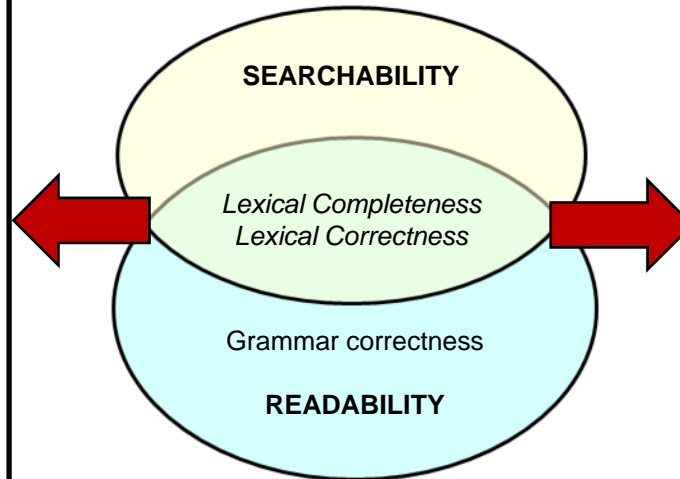 SEARCHABILITY
Lexical Completeness
Lexical Correctness
Grammar correctness
READABILITY